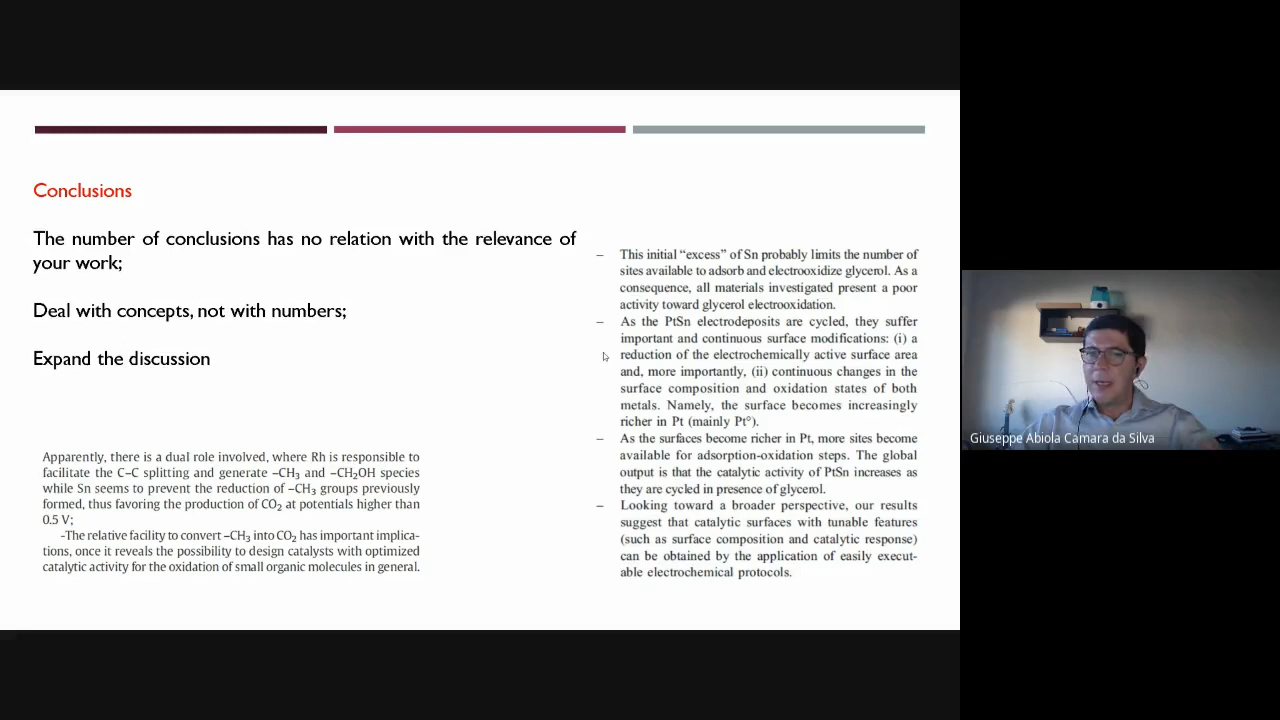 Conclusions
The number of conclusions has no relation with the relevance of
your work;
Deal with concepts, not with numbers;
Expand the discussion
Apparently, there is a dual role involved, where Rh is responsible to
facilitate the C–C splitting and generate –CH₃ and –CH₂OH species
while Sn seems to prevent the reduction of –CH₃ groups previously
formed, thus favoring the production of CO₂ at potentials higher than
0.5 V;
-The relative facility to convert –CH₃ into CO₂ has important implica-
tions, once it reveals the possibility to design catalysts with optimized
catalytic activity for the oxidation of small organic molecules in general.
– This initial “excess” of Sn probably limits the number of
sites available to adsorb and electrooxidize glycerol. As a
consequence, all materials investigated present a poor
activity toward glycerol electrooxidation.
– As the PtSn electrodeposits are cycled, they suffer
important and continuous surface modifications: (i) a
reduction of the electrochemically active surface area
and, more importantly, (ii) continuous changes in the
surface composition and oxidation states of both
metals. Namely, the surface becomes increasingly
richer in Pt (mainly Pt°).
– As the surfaces become richer in Pt, more sites become
available for adsorption-oxidation steps. The global
output is that the catalytic activity of PtSn increases as
they are cycled in presence of glycerol.
– Looking toward a broader perspective, our results
suggest that catalytic surfaces with tunable features
(such as surface composition and catalytic response)
can be obtained by the application of easily execut-
able electrochemical protocols.
Giuseppe Abiola Camara da Silva